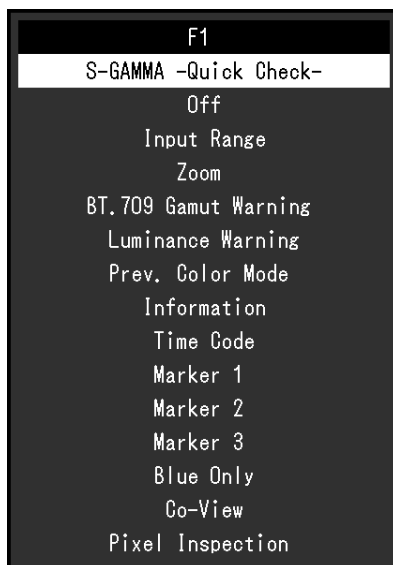 F1
S-GAMMA -Quick Check-
Off
Input Range
Zoom
BT.709 Gamut Warning
Luminance Warning
Prev. Color Mode
Information
Time Code
Marker 1
Marker 2
Marker 3
Blue Only
Co-View
Pixel Inspection